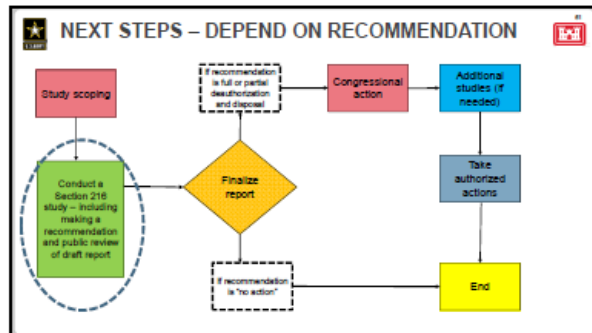 NEXT STEPS – DEPEND ON RECOMMENDATION
Study scoping
Conduct a
Section 216
study – including
making a
recommendation
and public review
of draft report
Finalize
report
If recommendation
is full or partial
deauthorization
and disposal
Congressional
action
Additional
studies (if
needed)
Take
authorized
actions
If recommendation
is "no action"
End